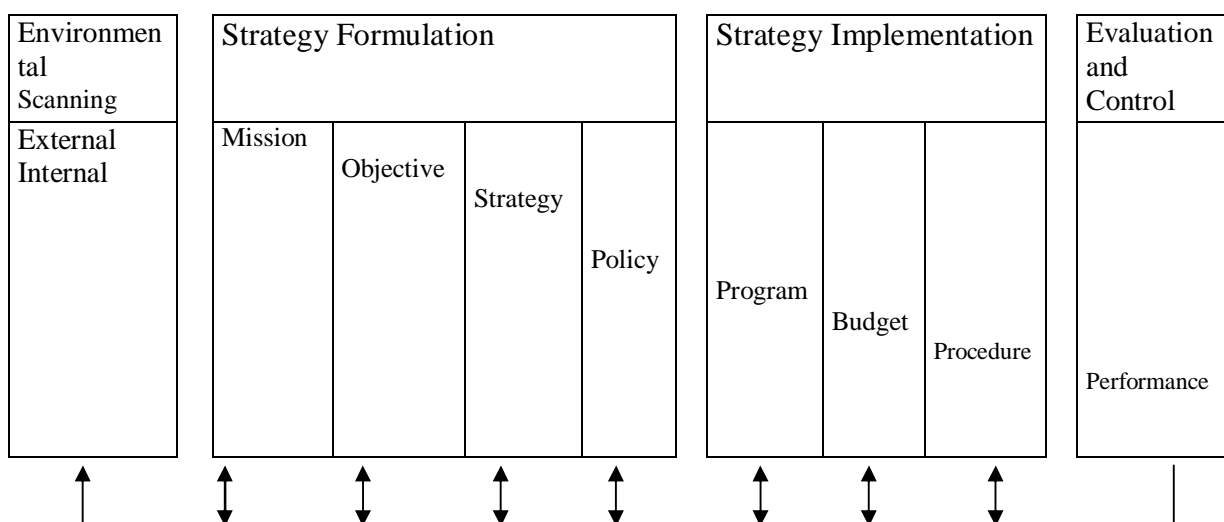 Environmen
tal
Scanning
Strategy Formulation
Strategy Implementation
Evaluation
and
Control
External
Internal
Mission
Objective
Strategy
Policy
Program
Budget
Procedure
Performance